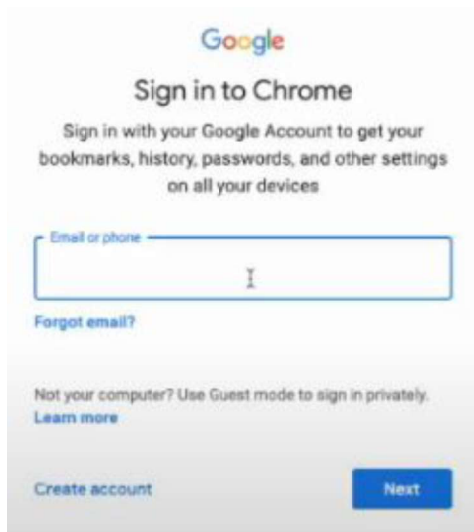 Google
Sign in to Chrome
Sign in with your Google Account to get your
bookmarks, history, passwords, and other settings
on all your devices
Email or phone
Forgot email?
Not your computer? Use Guest mode to sign in privately.
Learn more
Create account
Next